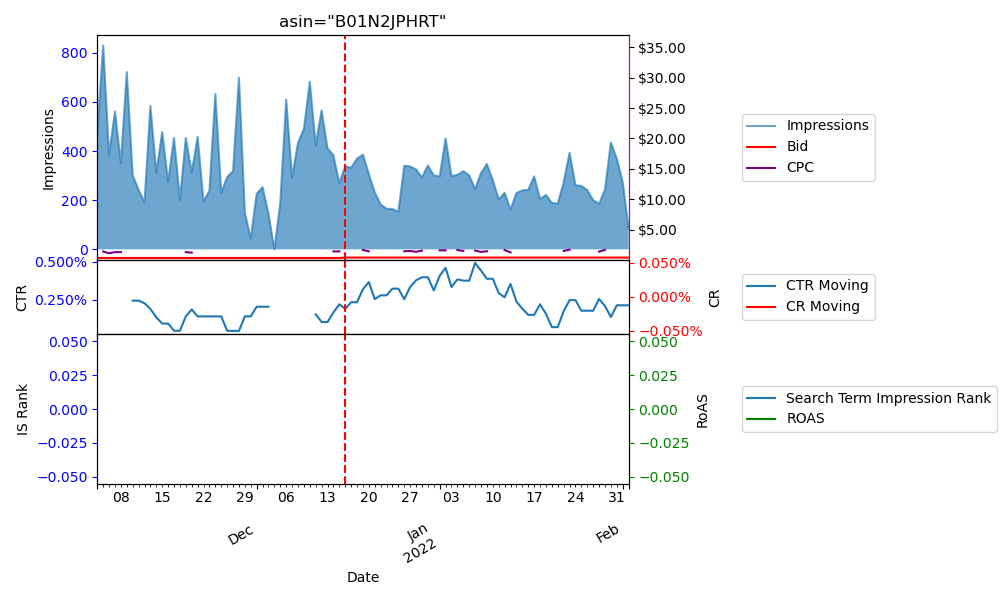 asin="B01N2JPHRT"
Impressions
800
600
400
200
0
$35.00
$30.00
$25.00
$20.00
$15.00
$10.00
$5.00
Impressions
Bid
CPC
CTR
0.500%
0.250%
0.050%
0.000%
−0.050%
CR
CTR Moving
CR Moving
IS Rank
0.050
0.025
0.000
−0.025
−0.050
0.050
0.025
0.000
−0.025
−0.050
RoAS
Search Term Impression Rank
ROAS
08 15 22 29 06 13 20 27 03 10 17 24 31
Dec Jan Feb
2022
Date